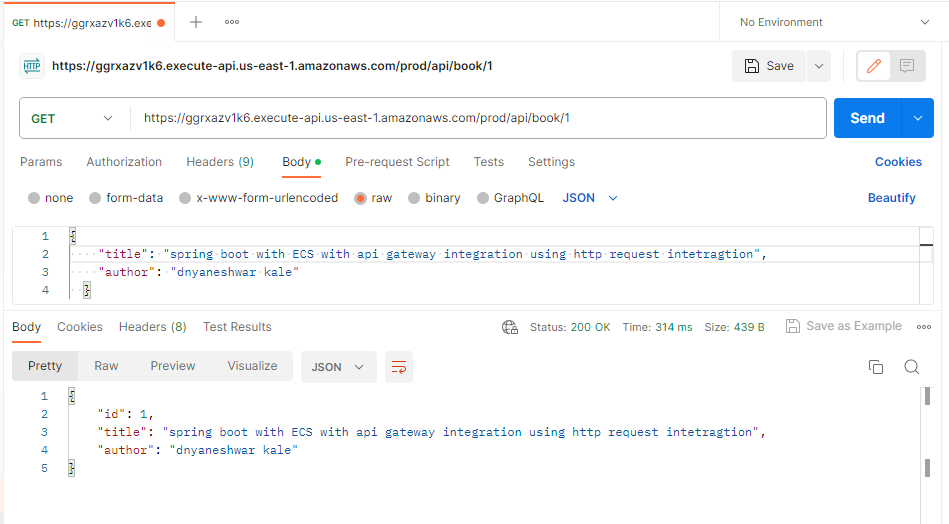 GET https://ggrxazv1k6.exe
No Environment
HTTP https://ggrxazv1k6.execute-api.us-east-1.amazonaws.com/prod/api/book/1 Save
GET https://ggrxazv1k6.execute-api.us-east-1.amazonaws.com/prod/api/book/1 Send
Params Authorization Headers (9) Body Pre-request Script Tests Settings Cookies
none form-data x-www-form-urlencoded raw binary GraphQL JSON Beautify
1 {
2 "title": "spring boot with ECS with api gateway integration using http request intetragtion",
3 "author": "dnyaneshwar kale"
4 }
Body Cookies Headers (8) Test Results Status: 200 OK Time: 314 ms Size: 439 B Save as Example
Pretty Raw Preview Visualize JSON
1 {
2 "id": 1,
3 "title": "spring boot with ECS with api gateway integration using http request intetragtion",
4 "author": "dnyaneshwar kale"
5 }